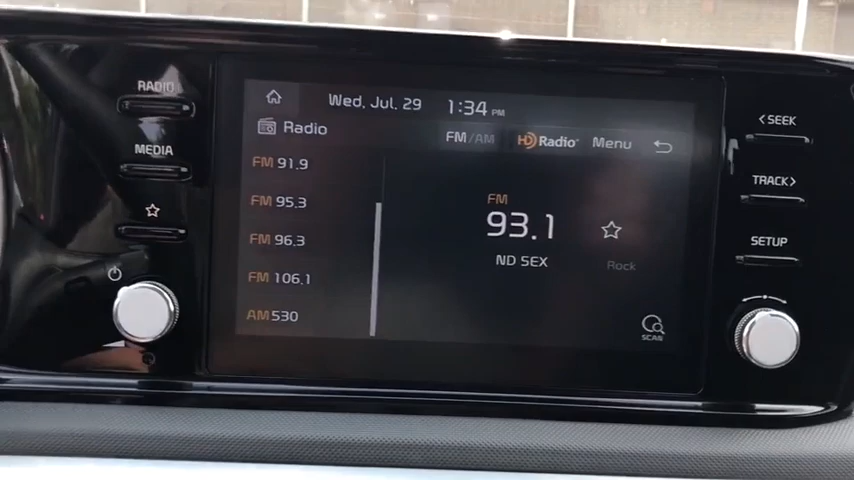 RADIO
MEDIA
Wed, Jul. 29 1:34 PM
Radio
FM/AM HD Radio Menu
FM 91.9
FM 95.3
FM 96.3
FM 106.1
AM 530
FM
93.1
ND SEX
Rock
SCAN
< SEEK
TRACK >
SETUP